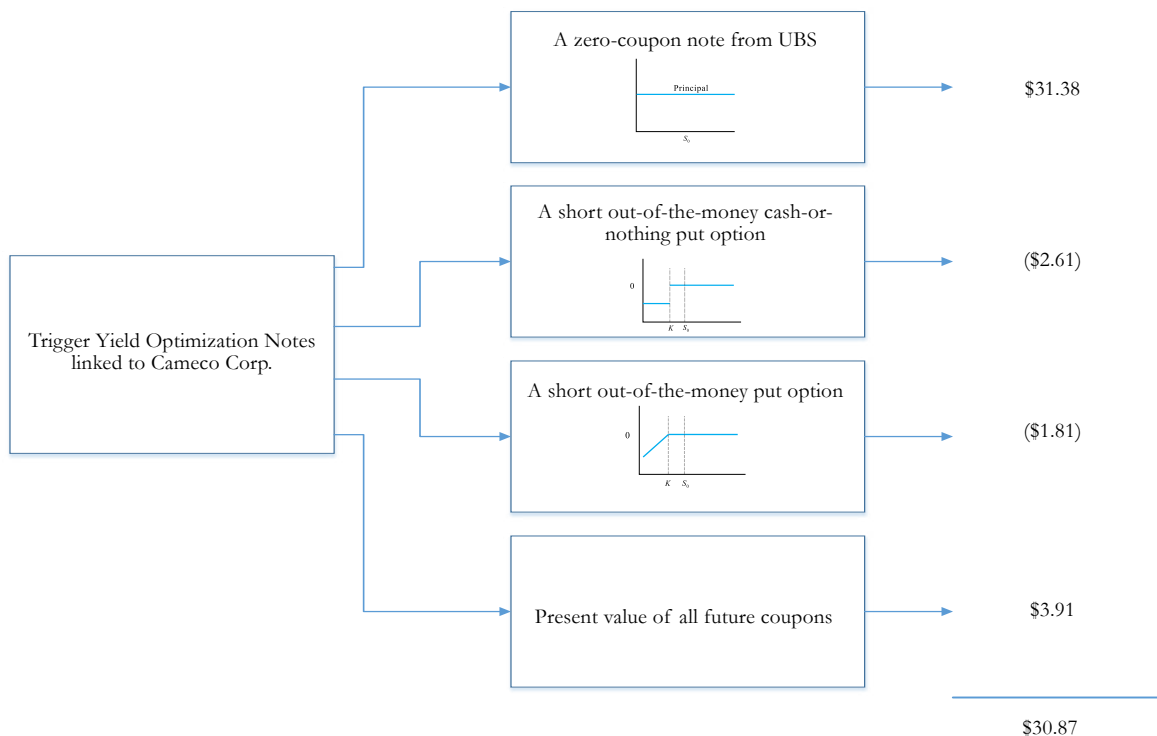 A zero-coupon note from UBS
Principal
S₀
$31.38
A short out-of-the-money cash-or-
nothing put option
0
K S₀
($2.61)
Trigger Yield Optimization Notes
linked to Cameco Corp.
A short out-of-the-money put option
0
K S₀
($1.81)
Present value of all future coupons
$3.91
$30.87